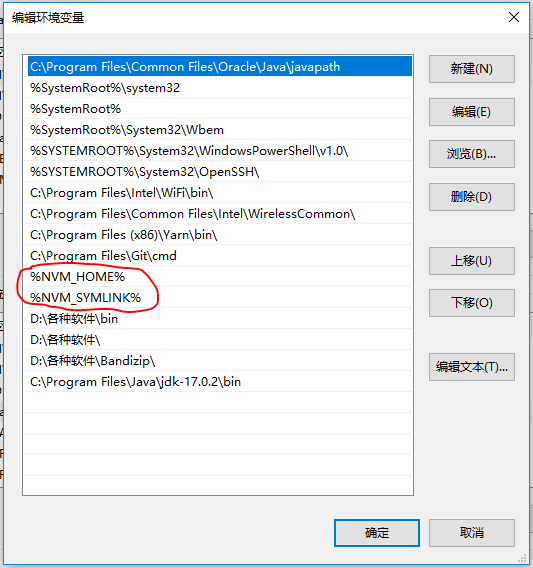 编辑环境变量
C:\Program Files\Common Files\Oracle\Java\javapath
新建(N)
%SystemRoot%\system32
%SystemRoot%
编辑(E)
%SystemRoot%\System32\Wbem
%SYSTEMROOT%\System32\WindowsPowerShell\v1.0\
浏览(B)...
%SYSTEMROOT%\System32\OpenSSH\
C:\Program Files\Intel\WiFi\bin\
删除(D)
C:\Program Files\Common Files\Intel\WirelessCommon\
C:\Program Files (x86)\Yarn\bin\
C:\Program Files\Git\cmd
上移(U)
%NVM_HOME%
%NVM_SYMLINK%
下移(O)
D:\各种软件\bin
D:\各种软件\
D:\各种软件\Bandizip\
编辑文本(T)...
C:\Program Files\Java\jdk-17.0.2\bin
确定
取消